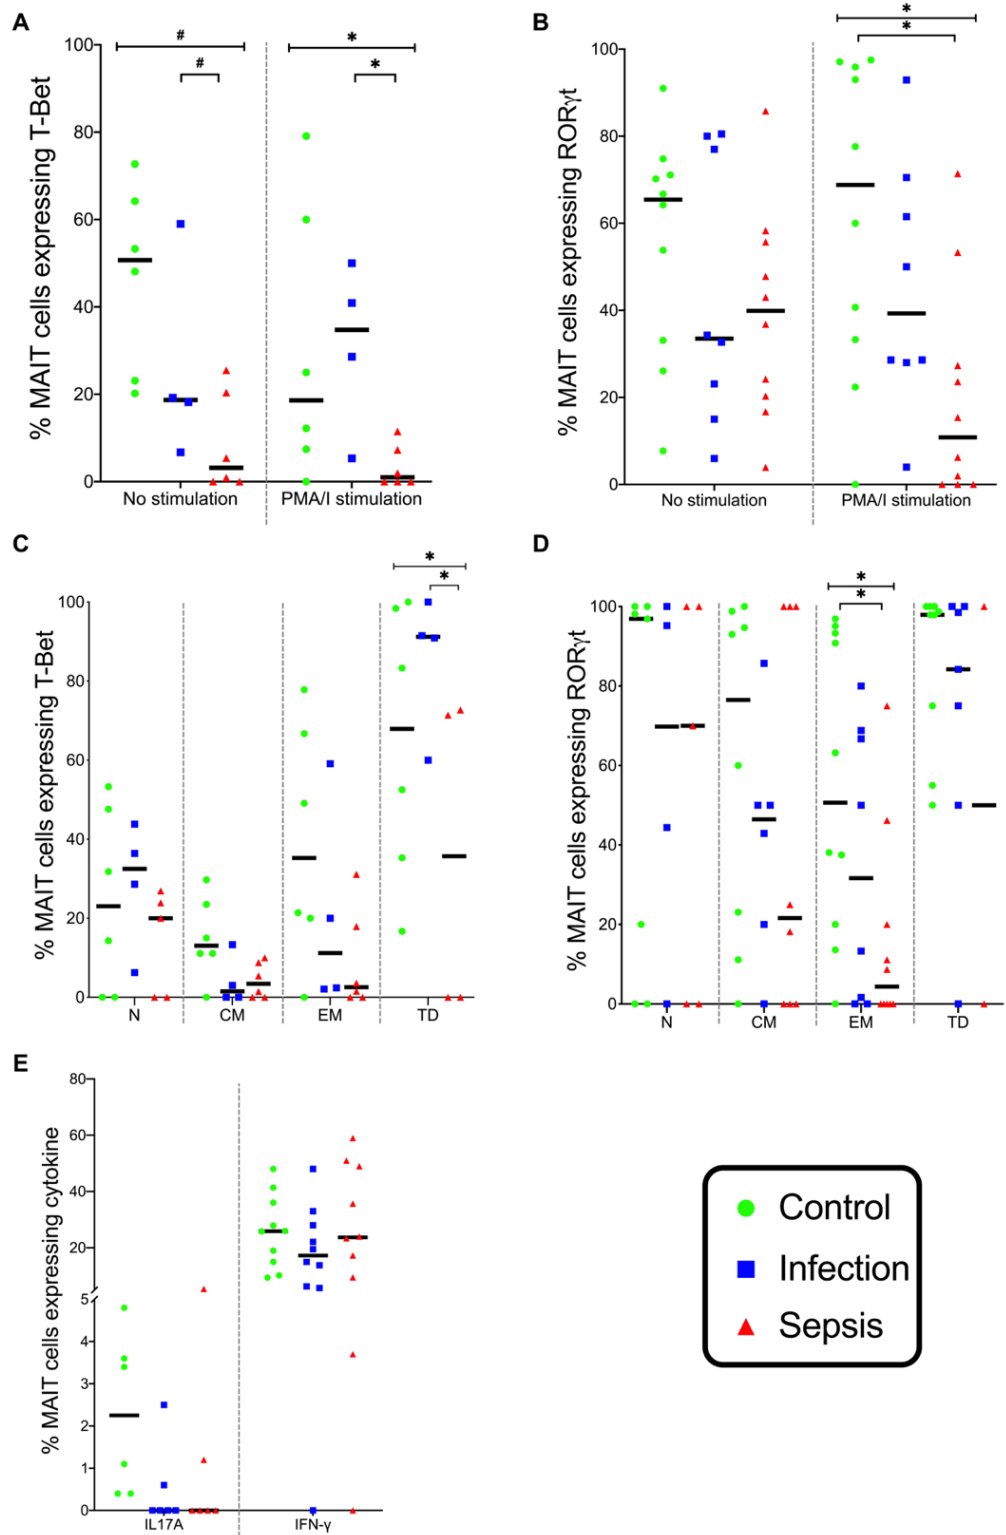 A
#
#
*
*
% MAIT cells expressing T-Bet
100
80
60
40
20
0
No stimulation
PMA/I stimulation
B
*
*
% MAIT cells expressing RORγt
100
80
60
40
20
0
No stimulation
PMA/I stimulation
C
*
*
% MAIT cells expressing T-Bet
100
80
60
40
20
0
N
CM
EM
TD
D
*
*
% MAIT cells expressing RORγt
100
80
60
40
20
0
N
CM
EM
TD
E
% MAIT cells expressing cytokine
80
60
40
20
5
4
3
2
1
0
IL17A
IFN-γ
Control
Infection
Sepsis